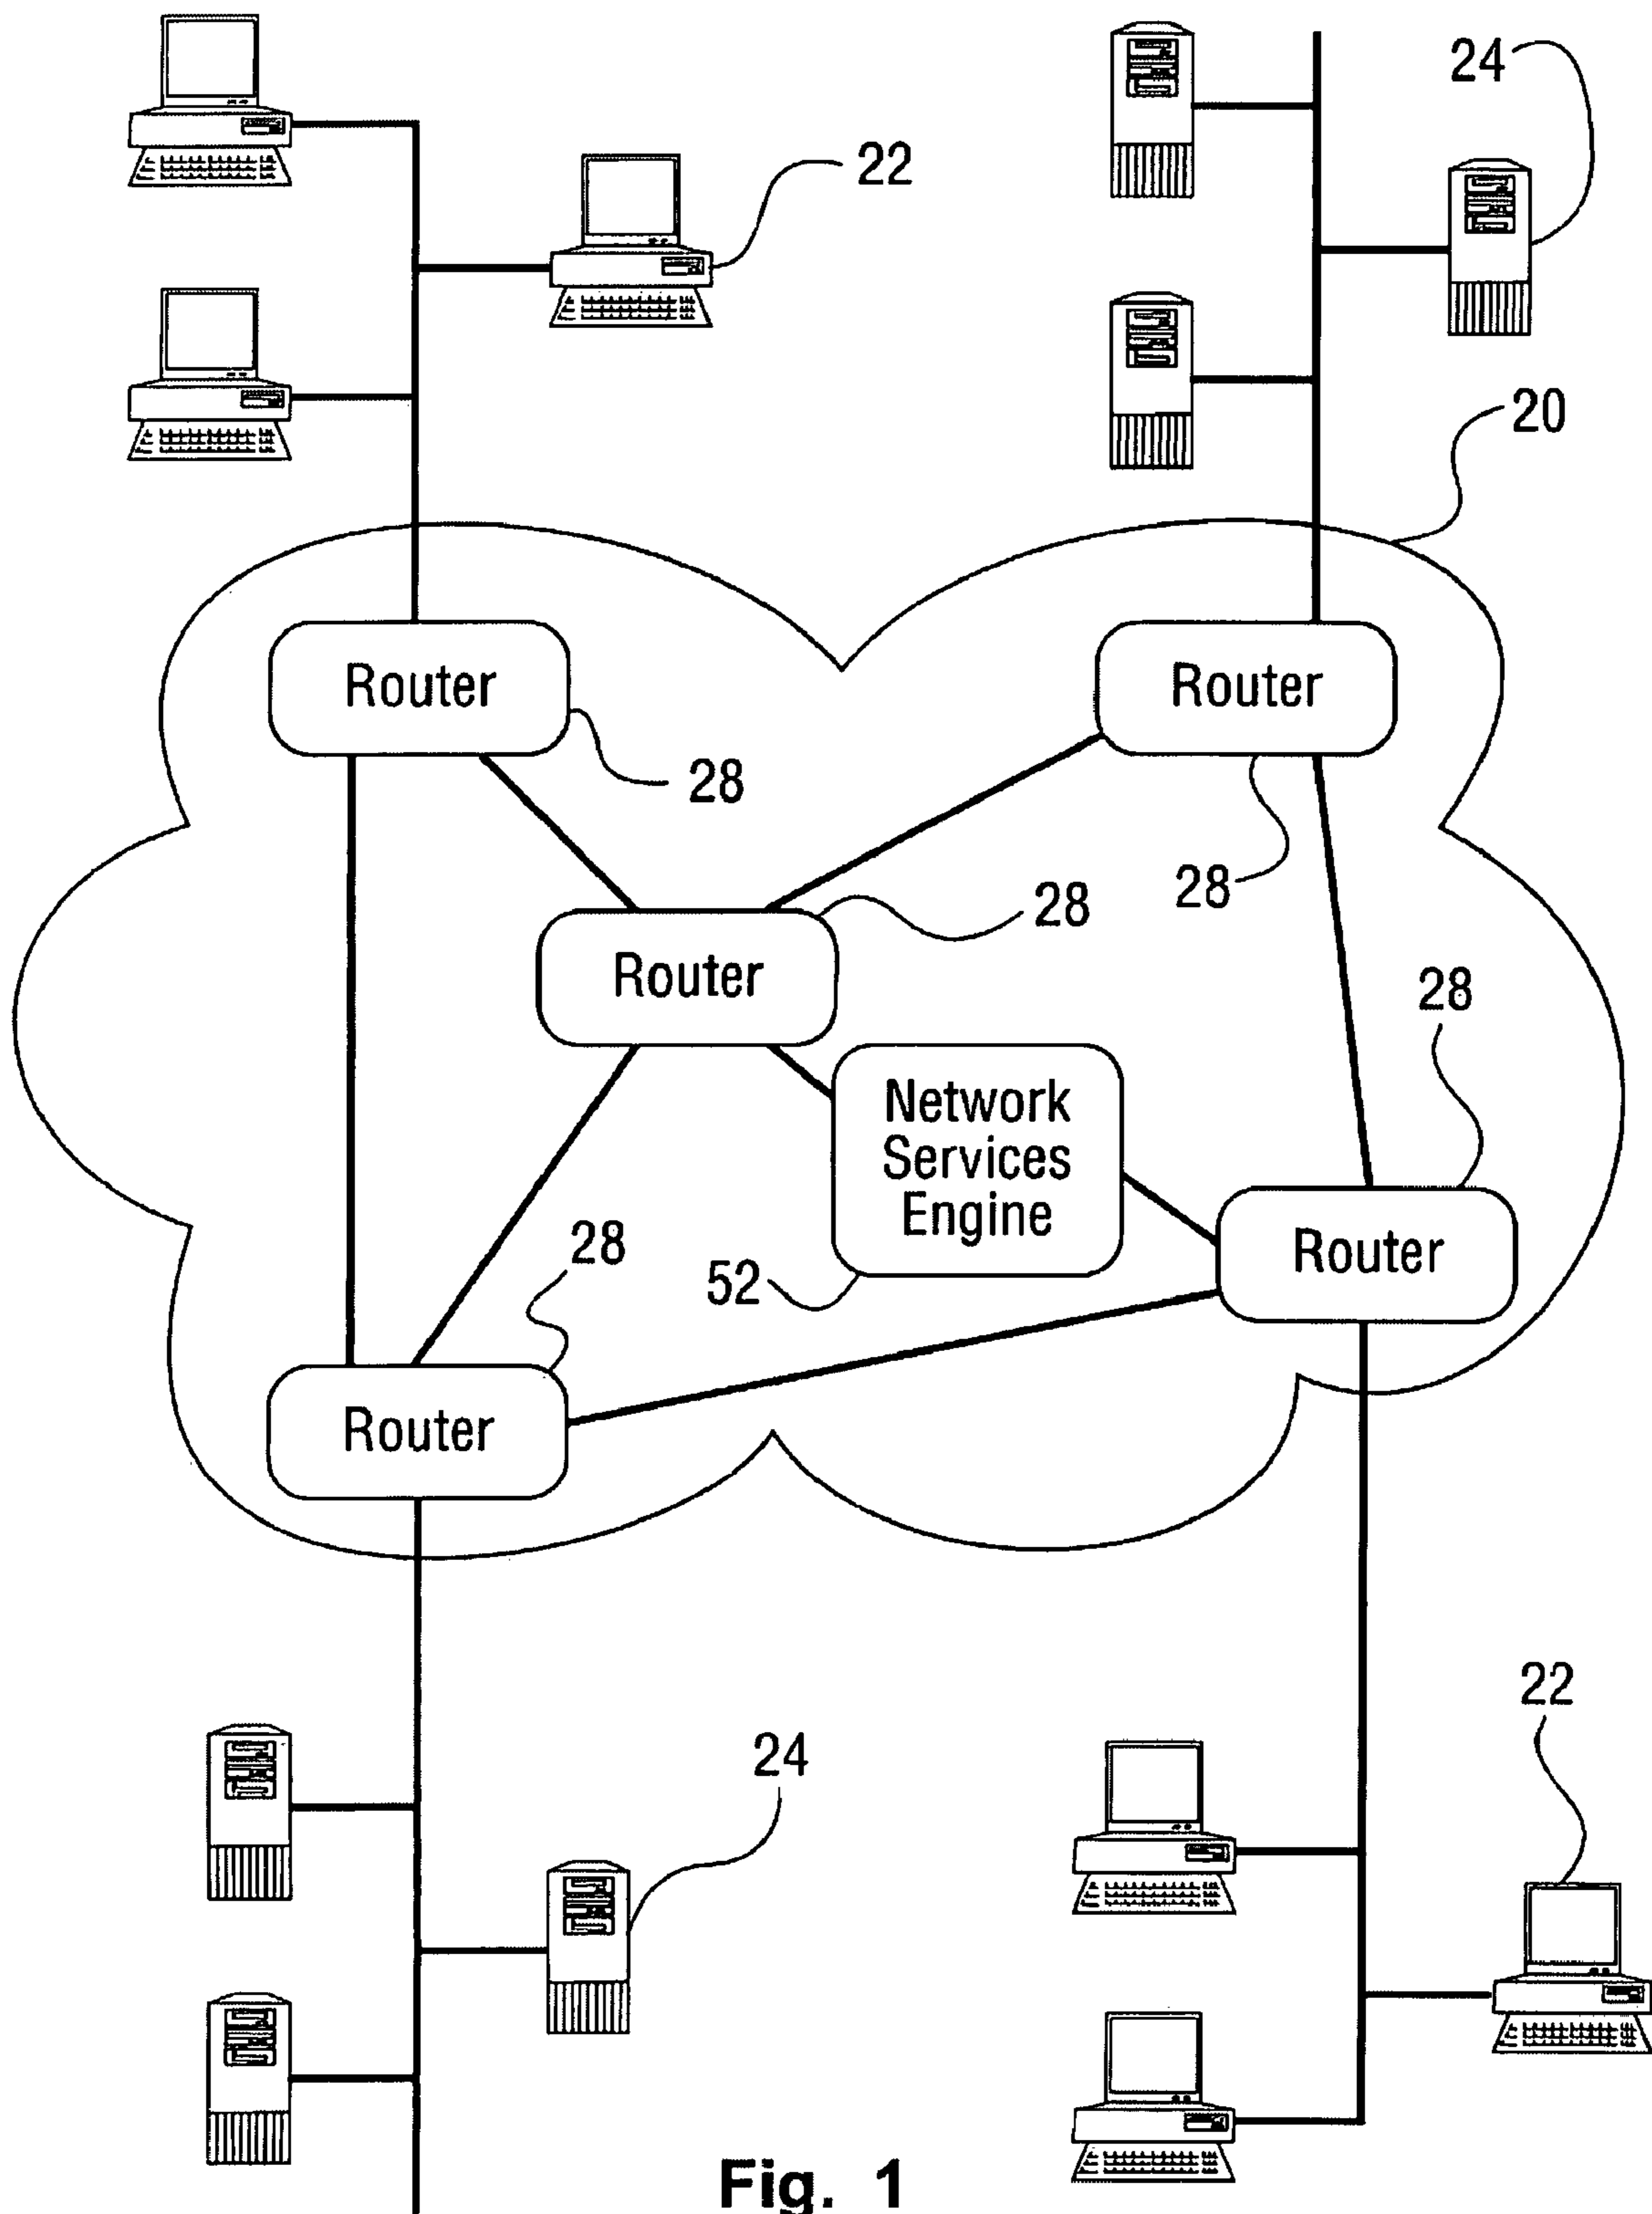 24
22
20
Router
Router
28
28
28
Router
28
Network
Services
Engine
28
Router
52
Router
22
24
Fig. 1